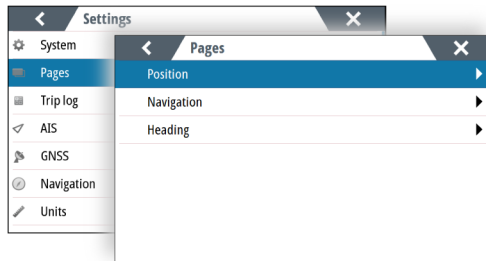 Settings
System
Pages
Trip log
AIS
GNSS
Navigation
Units
Pages
Position
Navigation
Heading